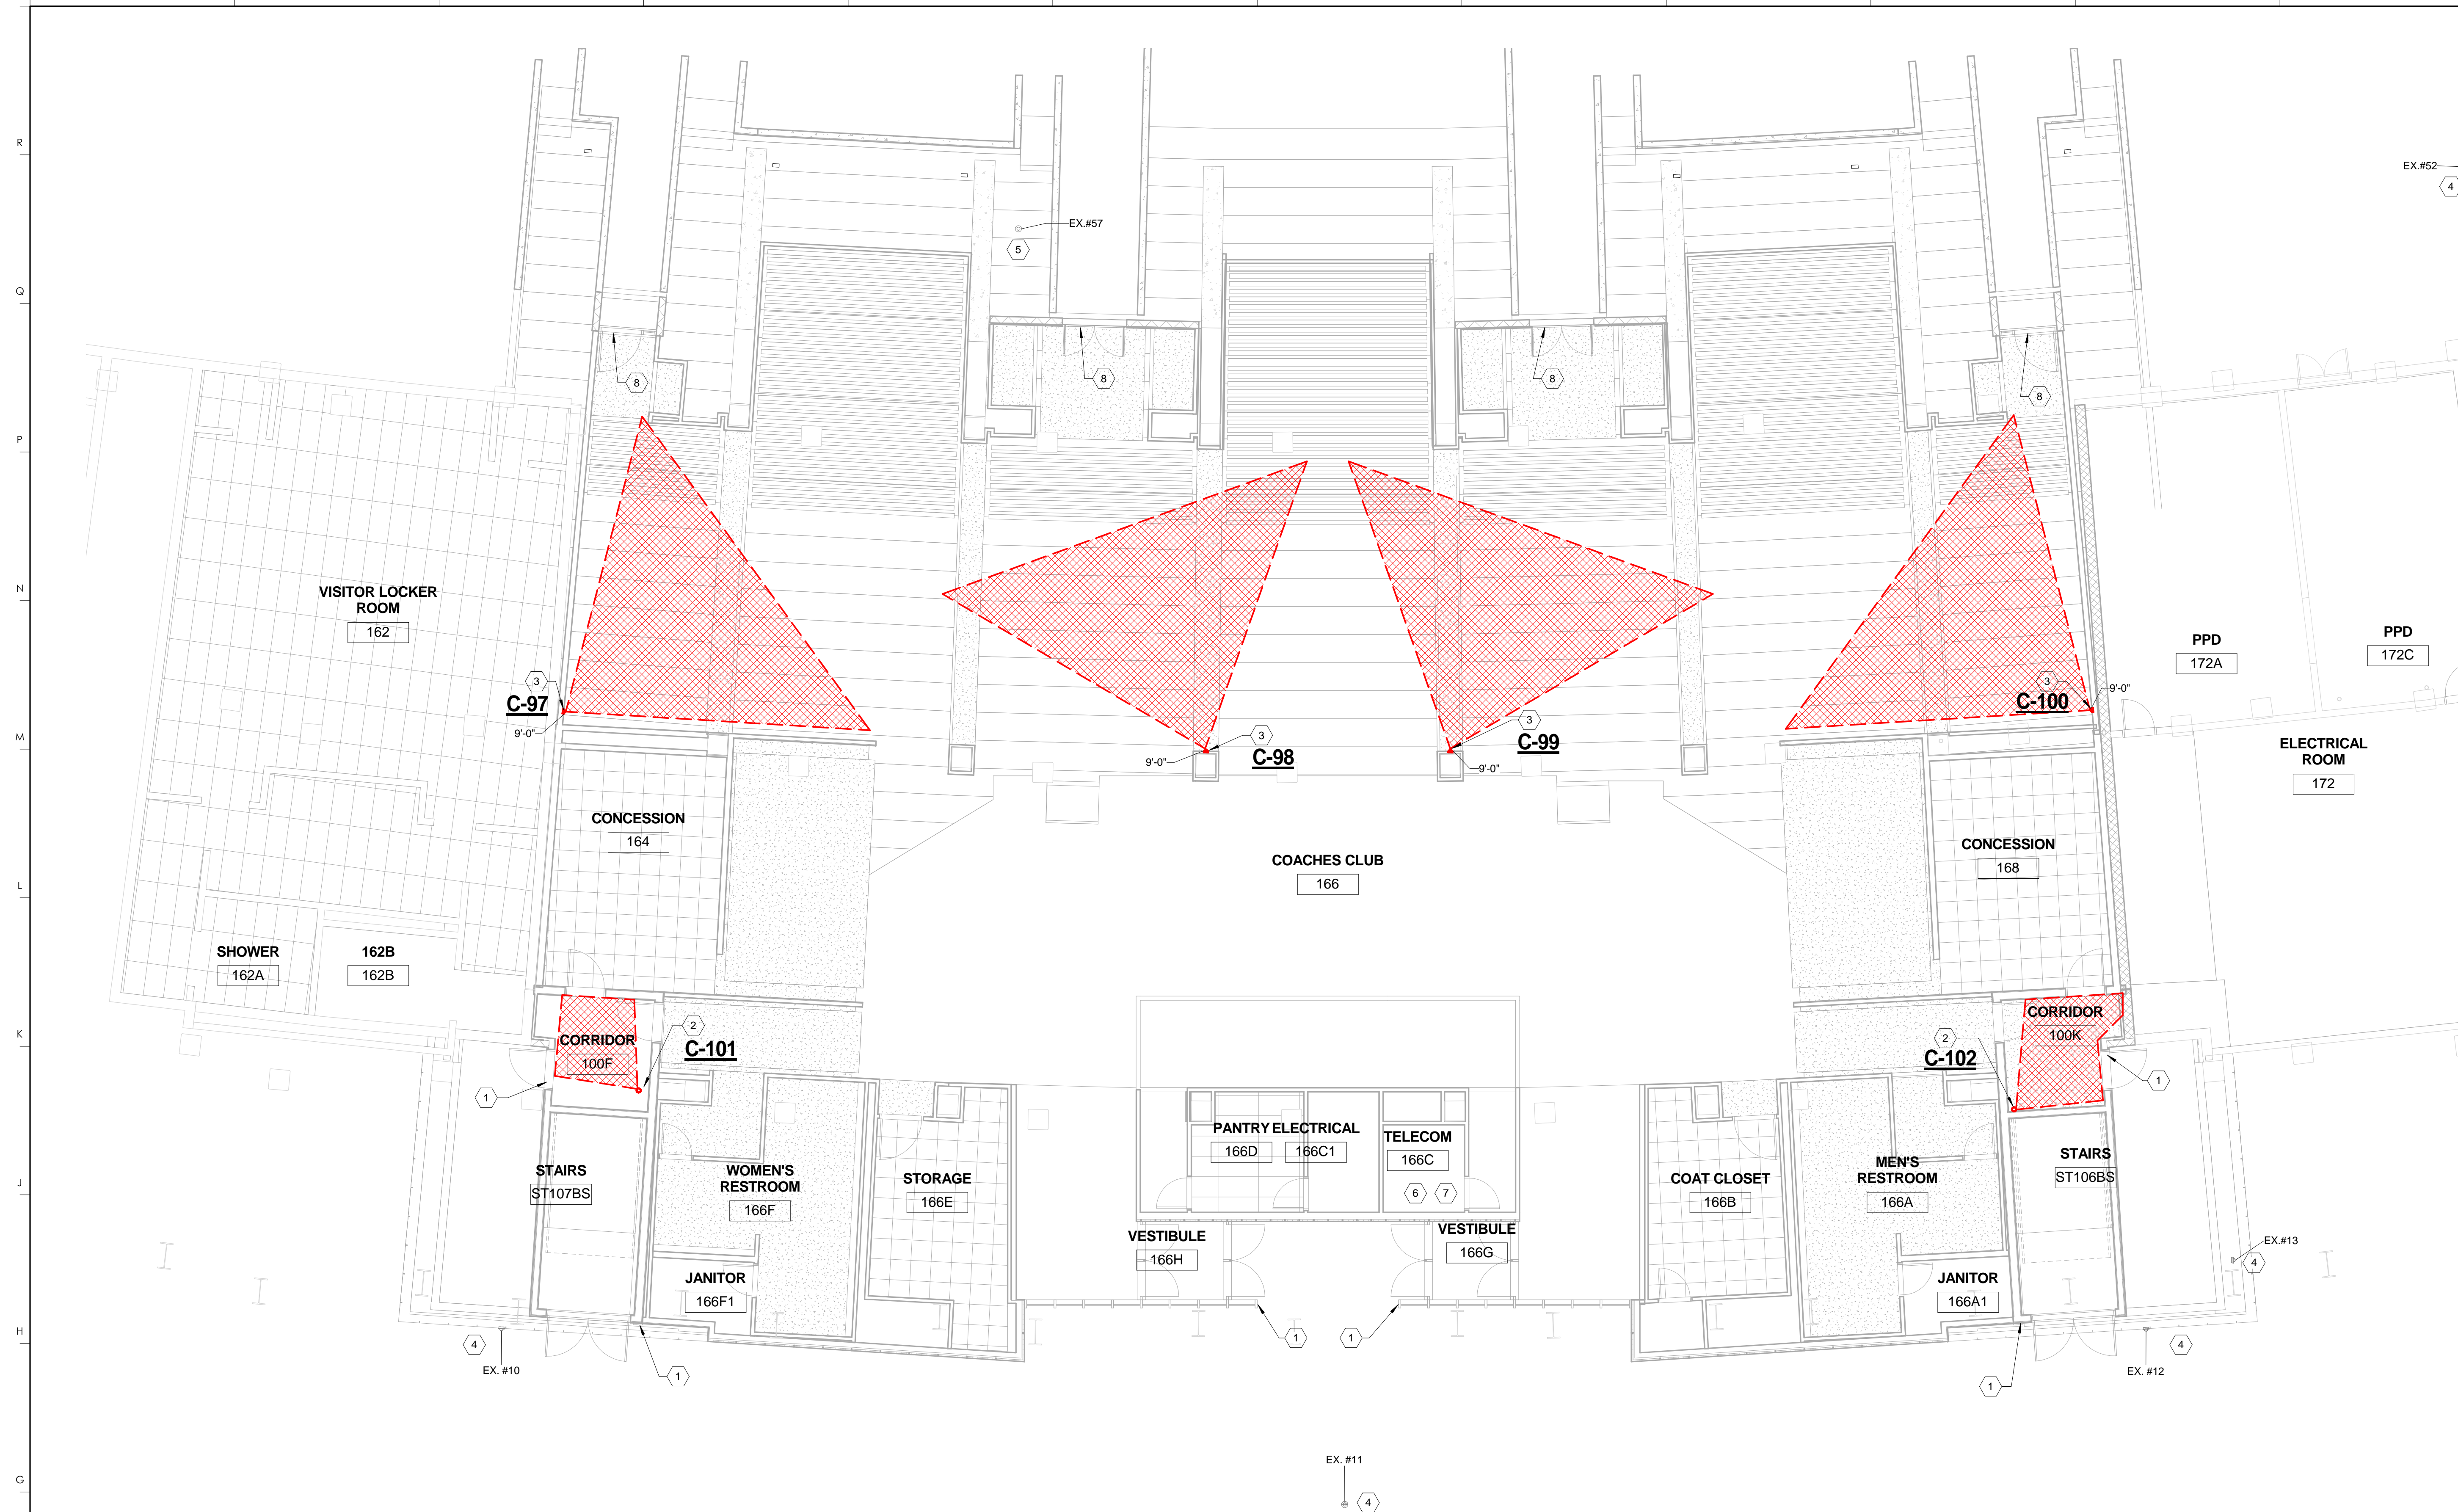 R
EX.#52
4
EX.#57
5
Q
8
8
8
8
P
N
VISITOR LOCKER
ROOM
162
PPD
172A
PPD
172C
3
C-97
9'-0"
3
C-100
9'-0"
M
3
C-98
9'-0"
3
C-99
9'-0"
ELECTRICAL
ROOM
172
CONCESSION
164
COACHES CLUB
166
CONCESSION
168
L
SHOWER
162A
162B
162B
K
CORRIDOR
100F
2
C-101
1
CORRIDOR
100K
2
C-102
1
PANTRY
166D
ELECTRICAL
166C1
TELECOM
166C
6
7
STAIRS
ST107BS
WOMEN'S
RESTROOM
166F
STORAGE
166E
COAT CLOSET
166B
MEN'S
RESTROOM
166A
STAIRS
ST106BS
J
VESTIBULE
166H
VESTIBULE
166G
EX.#13
4
JANITOR
166F1
JANITOR
166A1
H
4
EX. #10
1
1
1
1
4
EX. #12
EX. #11
4
G